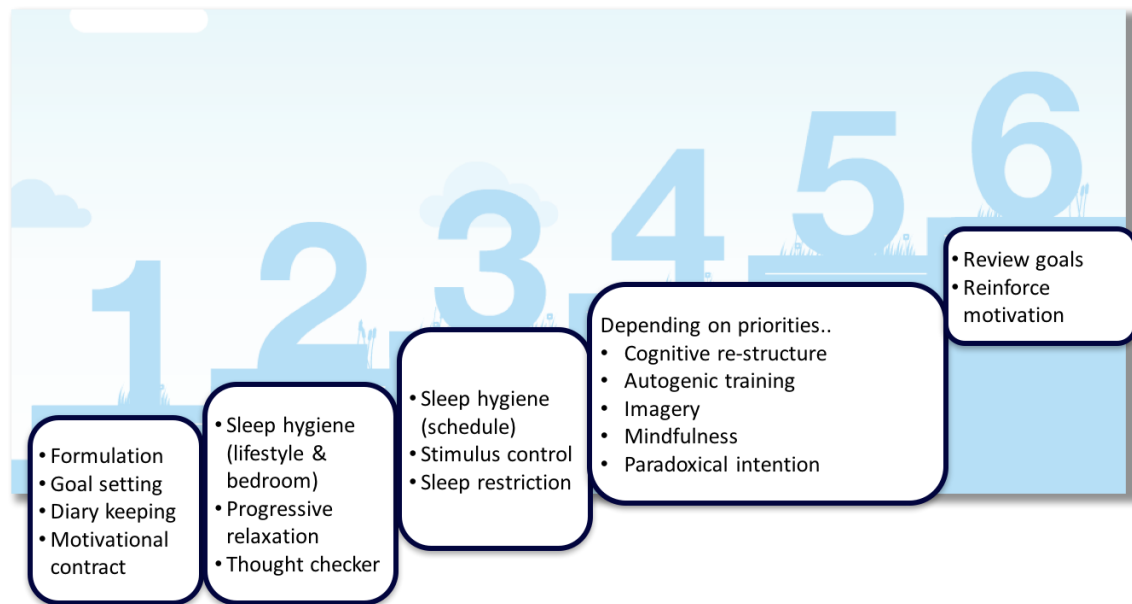 1
2
3
4
5
6
• Formulation
• Goal setting
• Diary keeping
• Motivational
contract
• Sleep hygiene
(lifestyle &
bedroom)
• Progressive
relaxation
• Thought checker
• Sleep hygiene
(schedule)
• Stimulus control
• Sleep restriction
Depending on priorities..
• Cognitive re-structure
• Autogenic training
• Imagery
• Mindfulness
• Paradoxical intention
• Review goals
• Reinforce
motivation